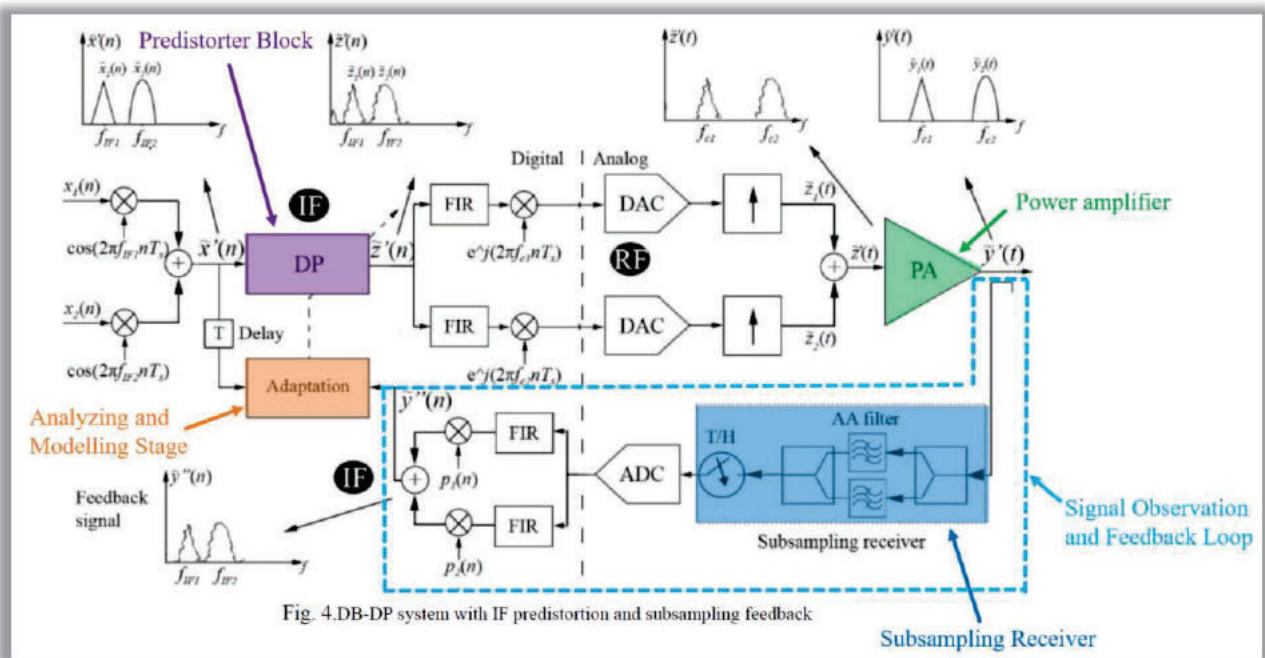 x̃'(n)
Predistorter Block
z̃'(n)
z̃'(t)
ỹ'(t)
x̃₁(n) x̃₂(n)
z̃₁(n) z̃₂(n)
ỹ₁(t) ỹ₂(t)
f_IF1 f_IF2 f
f_IF1 f_IF2 f
f_c1 f_c2 f
f_c1 f_c2 f
Digital Analog
x₁(n)
IF
FIR
DAC
z̃₁(t)
Power amplifier
cos(2πf_IF1nT_s)
x̃'(n)
DP
z̃'(n)
e^j(2πf_c1nT_s)
RF
z̃'(t)
PA
ỹ'(t)
x₂(n)
T Delay
FIR
DAC
z̃₂(t)
cos(2πf_IF2nT_s)
Adaptation
e^j(2πf_c2nT_s)
Analyzing and
Modelling Stage
ỹ''(n)
FIR
T/H
AA filter
IF
p₁(n)
ADC
ỹ''(n)
Feedback
signal
FIR
Signal Observation
and Feedback Loop
p₂(n)
Subsampling receiver
f_IF1 f_IF2 f
Fig. 4.DB-DP system with IF predistortion and subsampling feedback
Subsampling Receiver